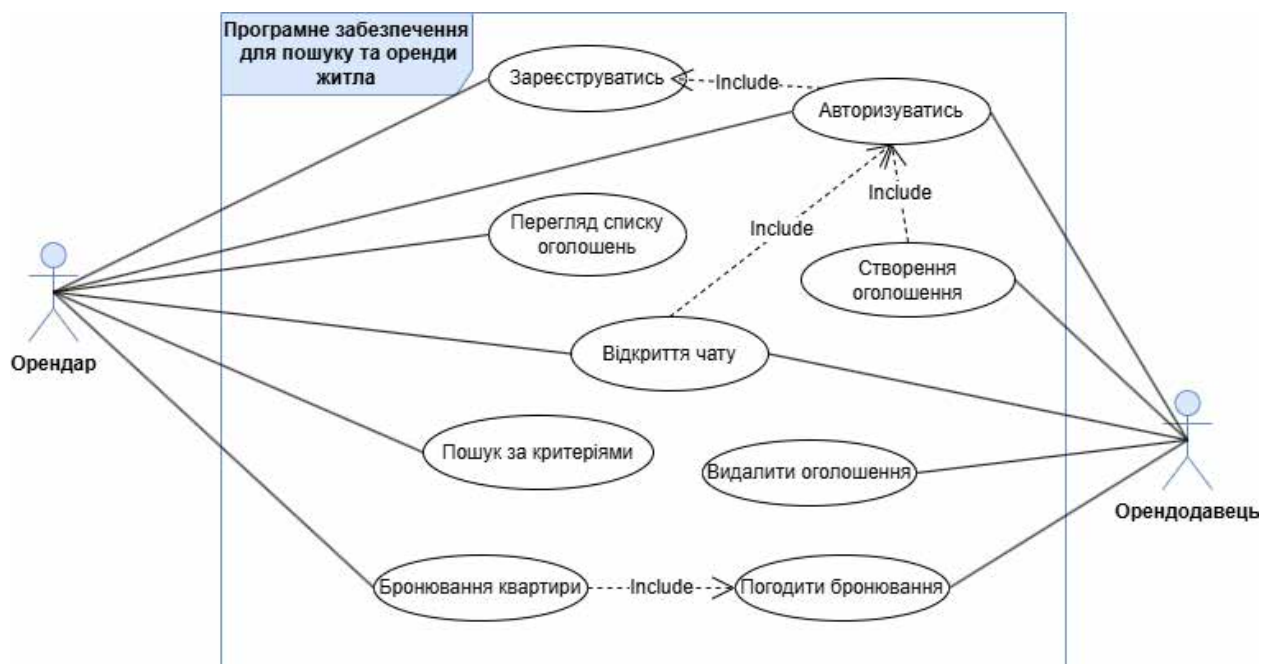 Програмне забезпечення
для пошуку та оренди
житла
Зареєструватись
Include
Авторизуватись
Перегляд списку
оголошень
Include
Include
Створення
оголошення
Орендар
Відкриття чату
Пошук за критеріями
Видалити оголошення
Орендодавець
Бронювання квартири
Include
Погодити бронювання